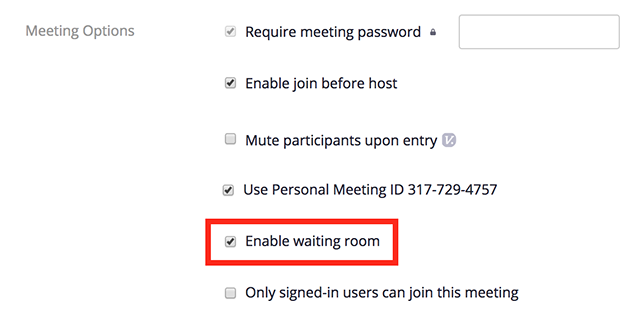 Meeting Options
Require meeting password
Enable join before host
Mute participants upon entry
Use Personal Meeting ID 317-729-4757
Enable waiting room
Only signed-in users can join this meeting